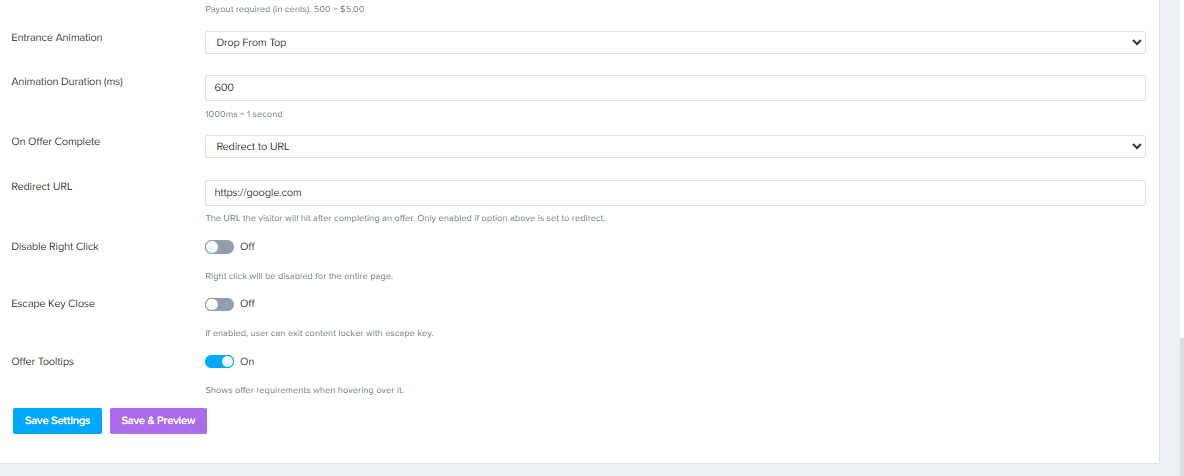 Payout required (in cents). 500 = $5.00
Entrance Animation
Drop From Top
Animation Duration (ms)
600
1000ms = 1 second
On Offer Complete
Redirect to URL
Redirect URL
https://google.com
The URL the visitor will hit after completing an offer. Only enabled if option above is set to redirect.
Disable Right Click
Off
Right click will be disabled for the entire page.
Escape Key Close
Off
If enabled, user can exit content locker with escape key.
Offer Tooltips
On
Shows offer requirements when hovering over it.
Save Settings
Save & Preview